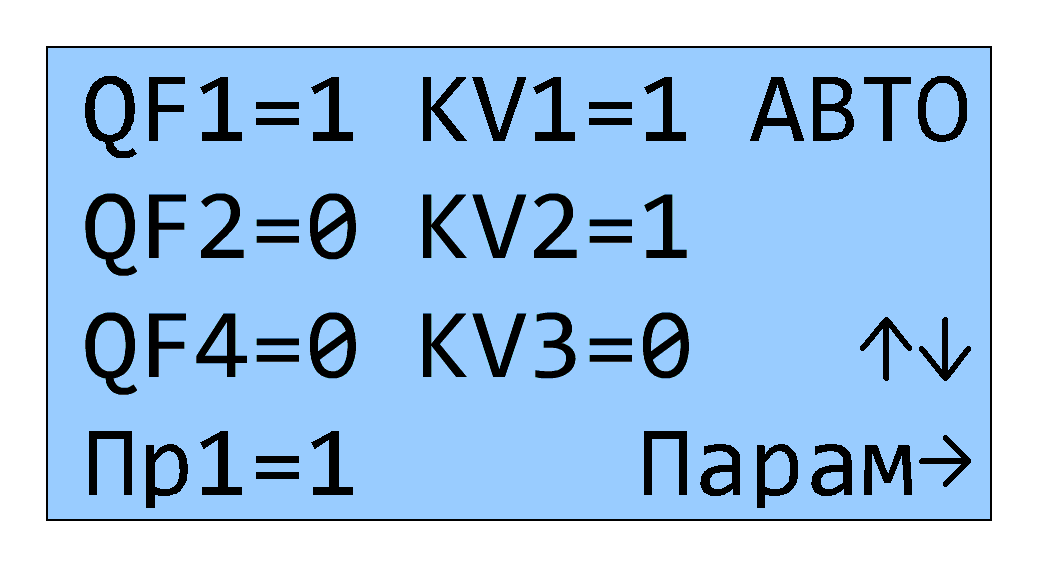 QF1=1 KV1=1 АВТО
QF2=0 KV2=1
QF4=0 KV3=0 ↑↓
Пр1=1 Парам→